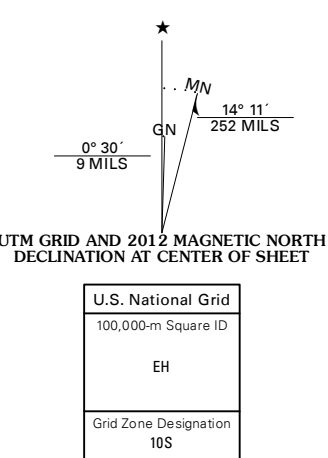 ★
MN
GN
14° 11´
252 MILS
0° 30´
9 MILS
UTM GRID AND 2012 MAGNETIC NORTH
DECLINATION AT CENTER OF SHEET
U.S. National Grid
100,000-m Square ID
EH
Grid Zone Designation
10S